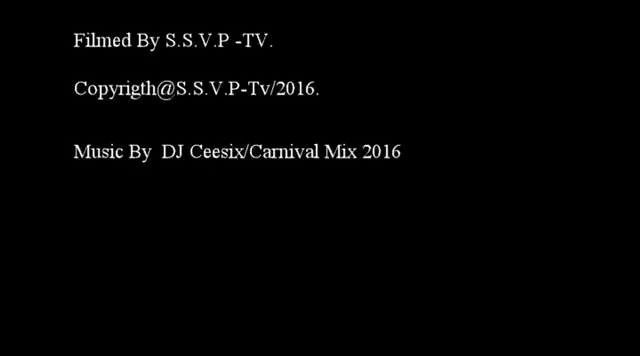 Filmed By S.S.V.P -TV.
Copyrigth@S.S.V.P-Tv/2016.
Music By  DJ Ceesix/Carnival Mix 2016